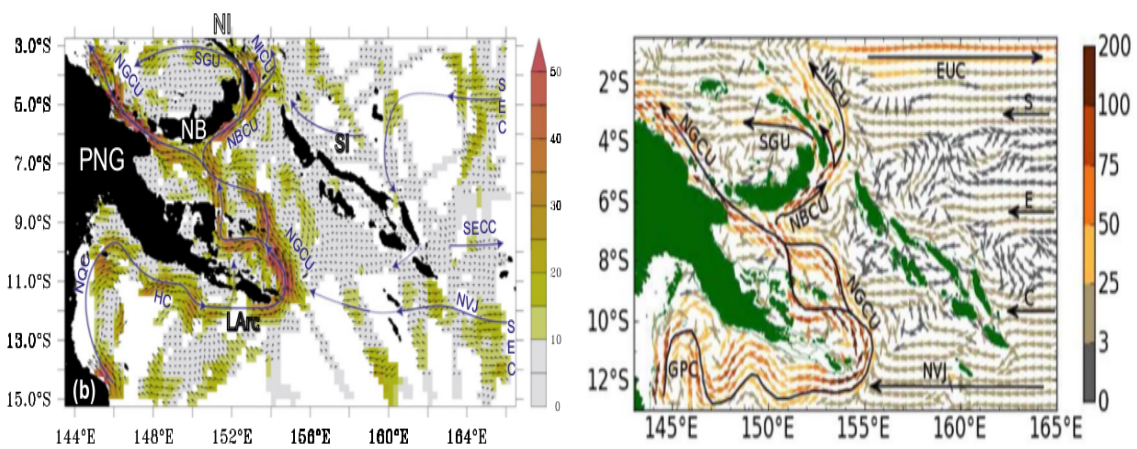 NI
3.0°S
5.0°S
7.0°S
9.0°S
11.0°S
13.0°S
15.0°S
NGCU
SGU
NICU
NB
NBCU
PNG
SI
S
E
C
SECC
NGCU
NQC
HC
LArc
NVJ
S
E
C
(b)
144°E 148°E 152°E 156°E 160°E 164°E
50
40
30
20
10
0
2°S
4°S
6°S
8°S
10°S
12°S
NICU
EUC
S
NGCU
SGU
NBCU
E
NGCU
C
GPC
NVJ
145°E 150°E 155°E 160°E 165°E
200
100
75
50
25
3
0